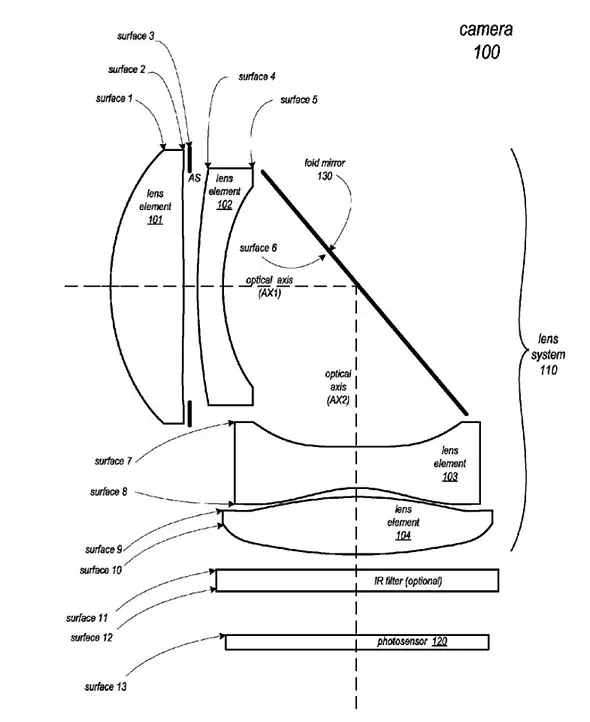 camera
100
surface 3
surface 2
surface 1
surface 4
surface 5
AS
lens
element
101
lens
element
102
fold mirror
130
surface 6
optical axis
(AX1)
optical
axis
(AX2)
lens
system
110
surface 7
lens
element
103
surface 8
lens
element
104
surface 9
surface 10
IR filter (optional)
surface 11
surface 12
photosensor 120
surface 13